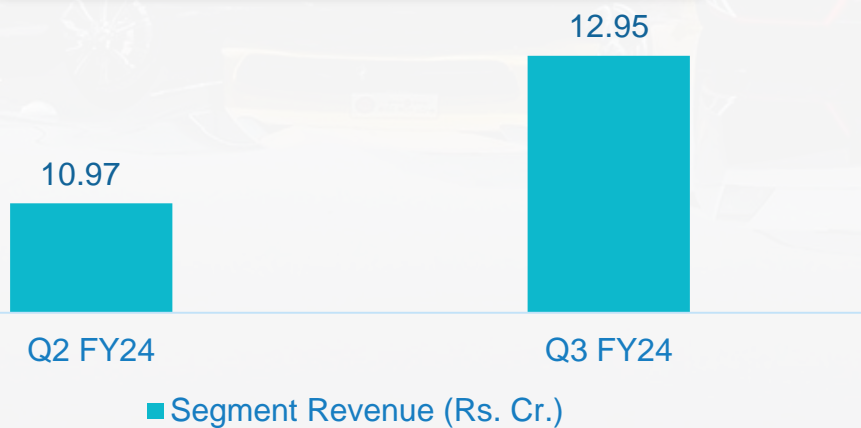 12.95
10.97
Q2 FY24 Q3 FY24
Segment Revenue (Rs. Cr.)